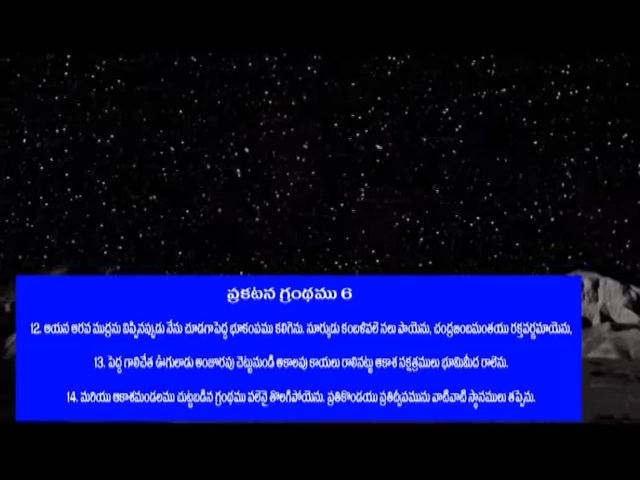 ప్రకటన గ్రంథము 6
12. ఆయన ఆరవ ముద్రను విప్పినప్పుడు నేను చూడగాపెద్ద భూకంపము కలిగెను. సూర్యుడు కంబళివలె నలు పాయెను, చంద్రబింబమంతయు రక్తవర్ణమాయెను,
13. పెద్ద గాలిచేత ఊగులాడు అంజూరపు చెట్టునుండి అకాలపు కాయలు రాలినట్టు ఆకాశ నక్షత్రములు భూమిమీద రాలెను.
14. మరియు ఆకాశమండలము చుట్టబడిన గ్రంథము వలెనై తొలగిపోయెను. ప్రతికొండయు ప్రతిద్వీపమును వాటివాటి స్థానములు తప్పెను.